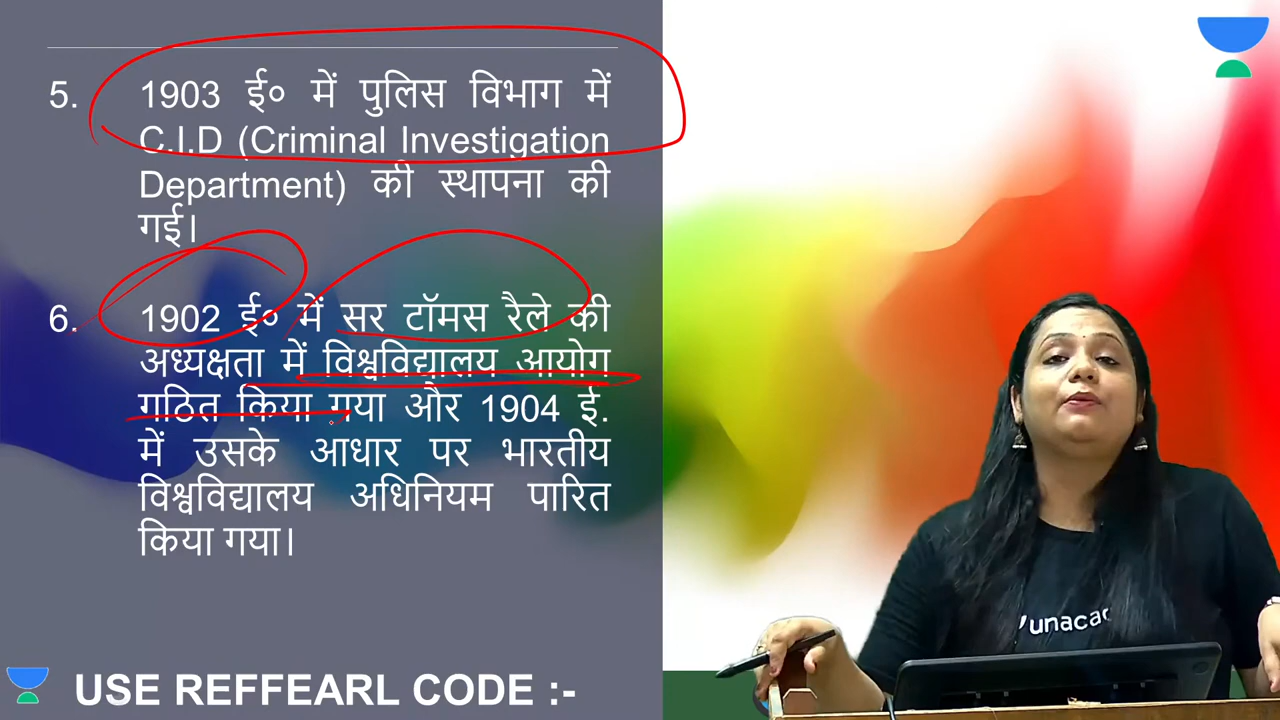 5. 1903 ई० में पुलिस विभाग में
C.I.D (Criminal Investigation
Department) की स्थापना की
गई।
6. 1902 ई० में सर टॉमस रैले की
अध्यक्षता में विश्वविद्यालय आयोग
गठित किया गया और 1904 ई.
में उसके आधार पर भारतीय
विश्वविद्यालय अधिनियम पारित
किया गया।
USE REFFEARL CODE :-
unacad